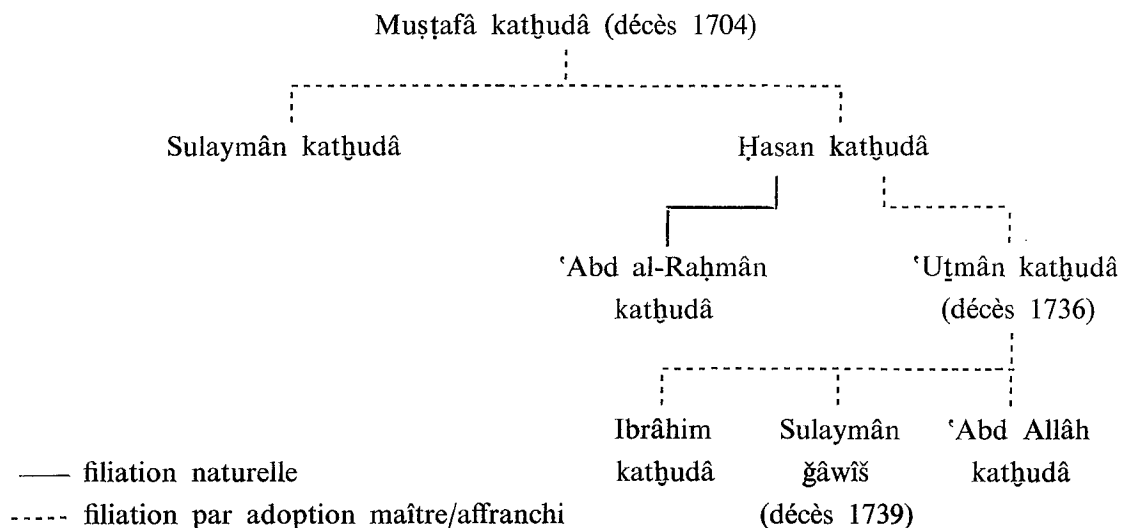 Muṣṭafâ katḫudâ (décès 1704)
Sulaymân katḫudâ Ḥasan katḫudâ
ʿAbd al-Raḥmân ʿUṯmân katḫudâ
katḫudâ (décès 1736)
Ibrâhim Sulaymân ʿAbd Allâh
katḫudâ ǧâwîš katḫudâ
—— filiation naturelle
----- filiation par adoption maître/affranchi (décès 1739)